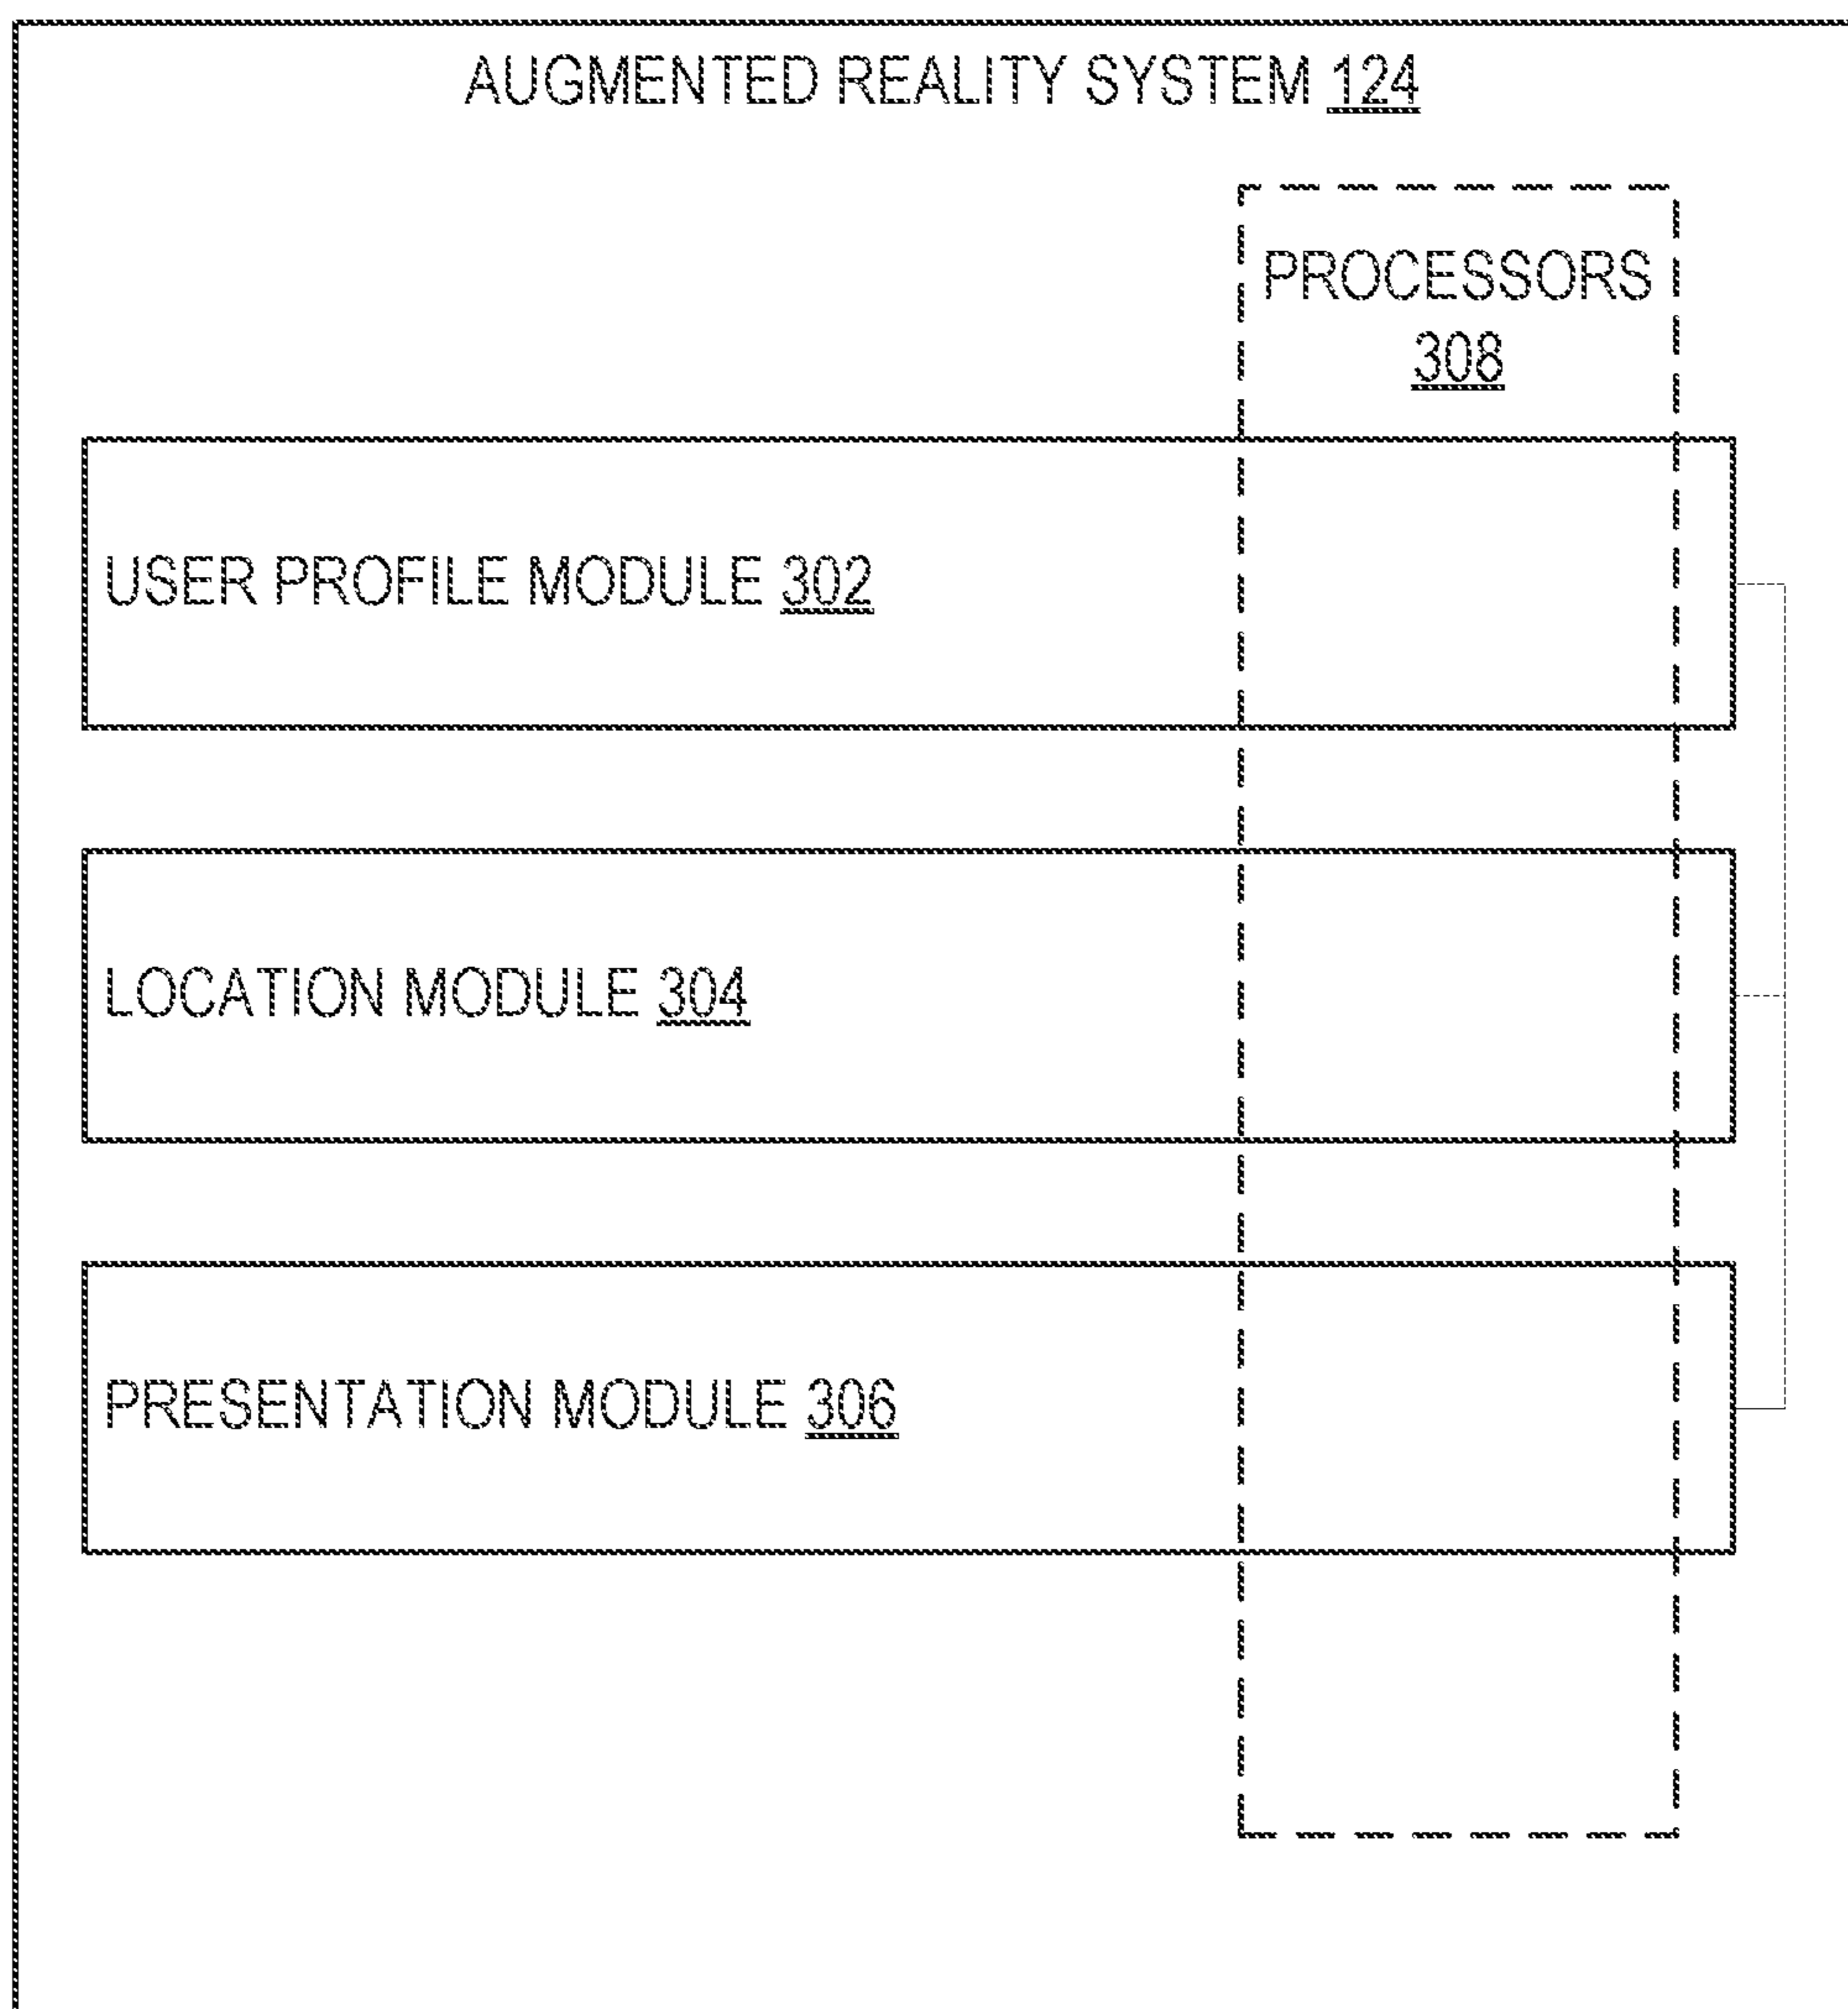 AUGMENTED REALITY SYSTEM 124
PROCESSORS
308
USER PROFILE MODULE 302
LOCATION MODULE 304
PRESENTATION MODULE 306